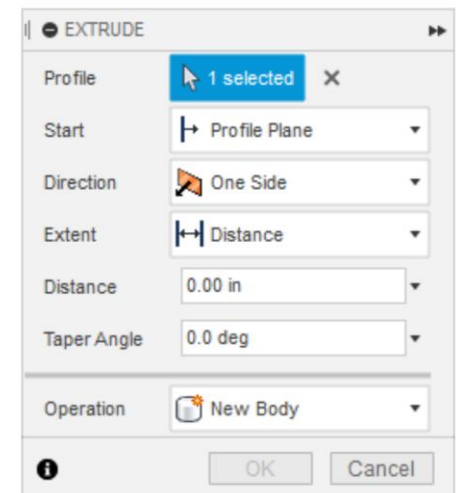 EXTRUDE
Profile 1 selected
Start Profile Plane
Direction One Side
Extent Distance
Distance 0.00 in
Taper Angle 0.0 deg
Operation New Body
OK Cancel